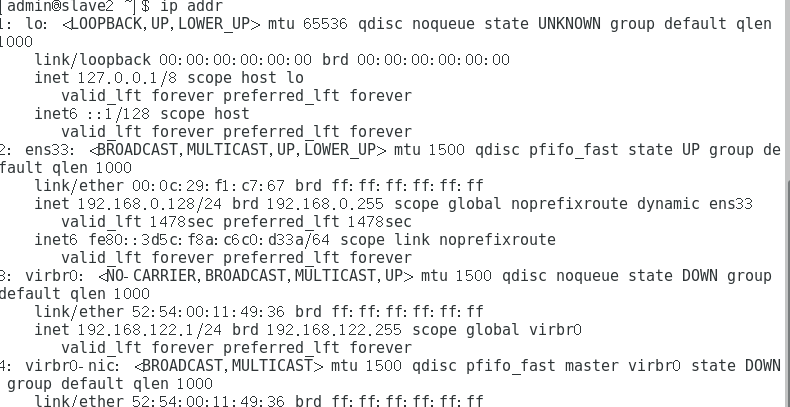 [admin@slave2 ~]$ ip addr
1: lo: <LOOPBACK,UP,LOWER_UP> mtu 65536 qdisc noqueue state UNKNOWN group default qlen
1000
link/loopback 00:00:00:00:00:00 brd 00:00:00:00:00:00
inet 127.0.0.1/8 scope host lo
valid_lft forever preferred_lft forever
inet6 ::1/128 scope host
valid_lft forever preferred_lft forever
2: ens33: <BROADCAST,MULTICAST,UP,LOWER_UP> mtu 1500 qdisc pfifo_fast state UP group de
fault qlen 1000
link/ether 00:0c:29:f1:c7:67 brd ff:ff:ff:ff:ff:ff
inet 192.168.0.128/24 brd 192.168.0.255 scope global noprefixroute dynamic ens33
valid_lft 1478sec preferred_lft 1478sec
inet6 fe80::3d5c:f8a:c6c0:d33a/64 scope link noprefixroute
valid_lft forever preferred_lft forever
3: virbr0: <NO-CARRIER,BROADCAST,MULTICAST,UP> mtu 1500 qdisc noqueue state DOWN group
default qlen 1000
link/ether 52:54:00:11:49:36 brd ff:ff:ff:ff:ff:ff
inet 192.168.122.1/24 brd 192.168.122.255 scope global virbr0
valid_lft forever preferred_lft forever
4: virbr0-nic: <BROADCAST,MULTICAST> mtu 1500 qdisc pfifo_fast master virbr0 state DOWN
group default qlen 1000
link/ether 52:54:00:11:49:36 brd ff:ff:ff:ff:ff:ff